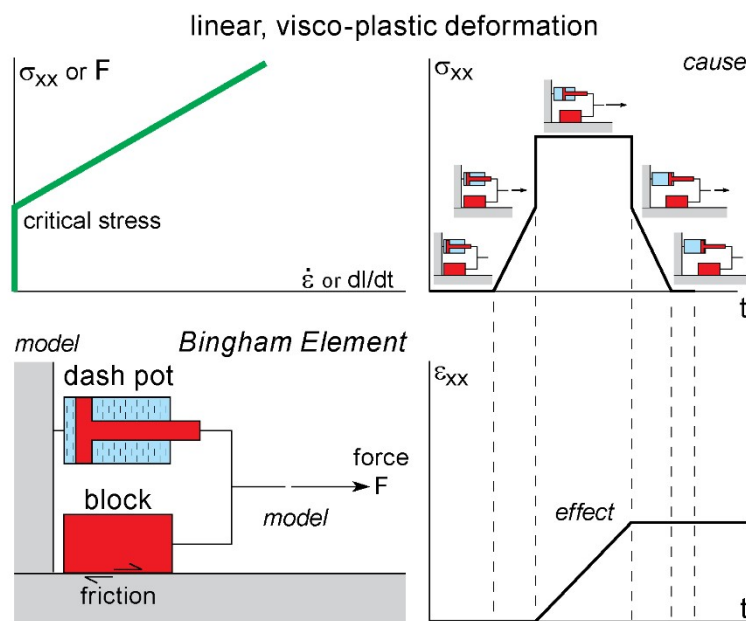 linear, visco-plastic deformation
σxx or F
critical stress
ε̇ or dl/dt
σxx
cause
t
model
Bingham Element
dash pot
block
force
F
model
friction
εxx
effect
t